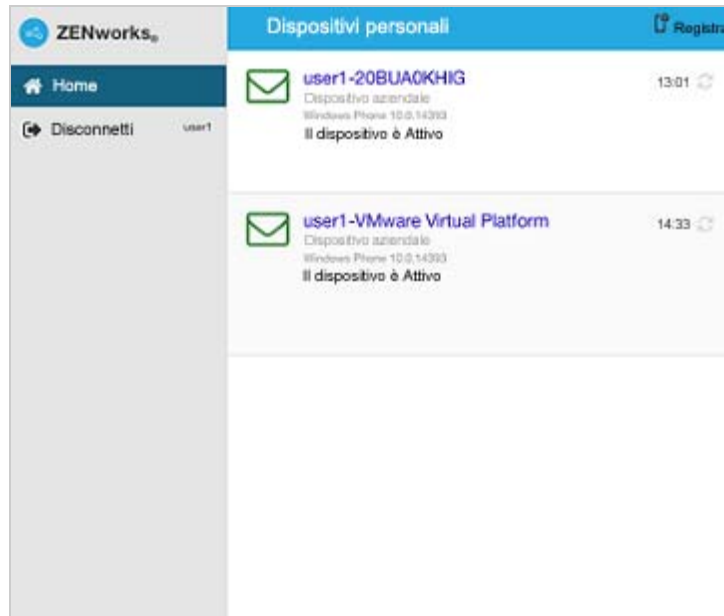 ZENworks®
Home
Disconnetti user1
Dispositivi personali
Registra
user1-20BUA0KHIG 13:01
Dispositivo aziendale
Windows Phone 10.0.14393
Il dispositivo è Attivo
user1-VMware Virtual Platform 14:33
Dispositivo aziendale
Windows Phone 10.0.14393
Il dispositivo è Attivo